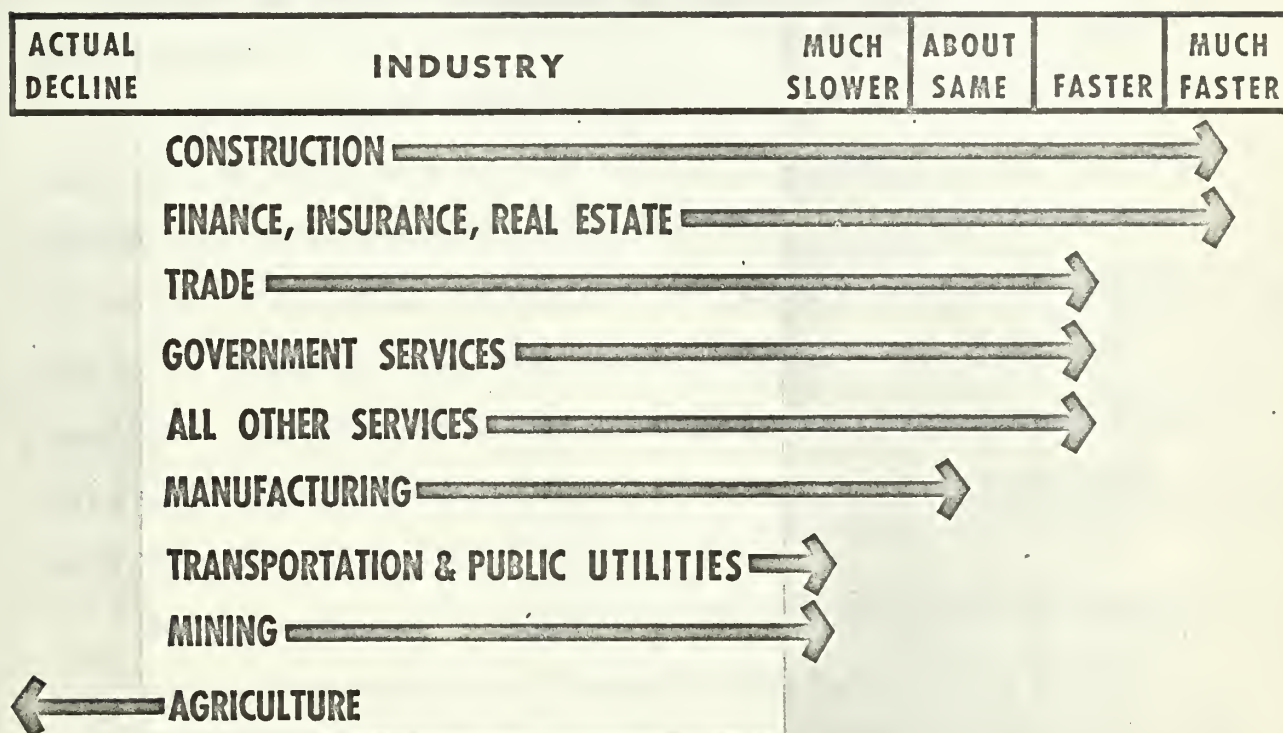 ACTUAL DECLINE
INDUSTRY
MUCH SLOWER
ABOUT SAME
FASTER
MUCH FASTER
CONSTRUCTION
FINANCE, INSURANCE, REAL ESTATE
TRADE
GOVERNMENT SERVICES
ALL OTHER SERVICES
MANUFACTURING
TRANSPORTATION & PUBLIC UTILITIES
MINING
AGRICULTURE